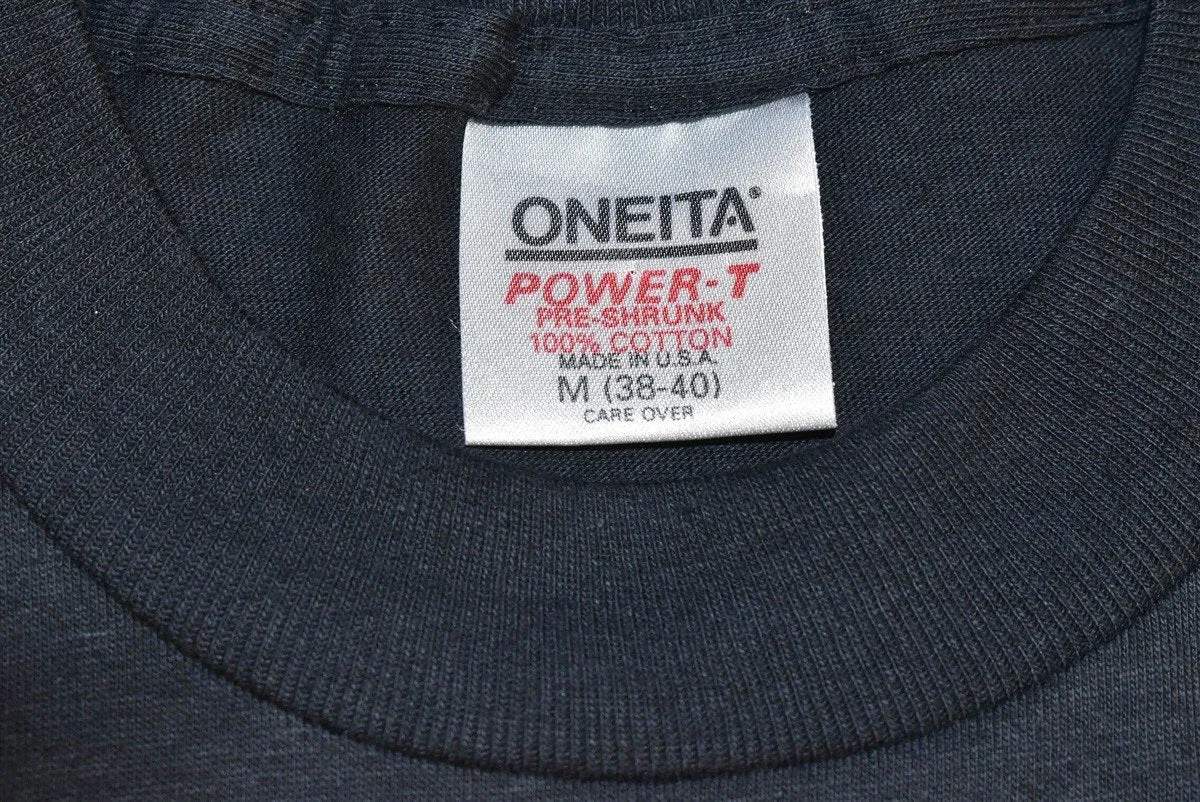 ONEITA®
POWER-T
PRE-SHRUNK
100% COTTON
MADE IN U.S.A.
M (38-40)
CARE OVER